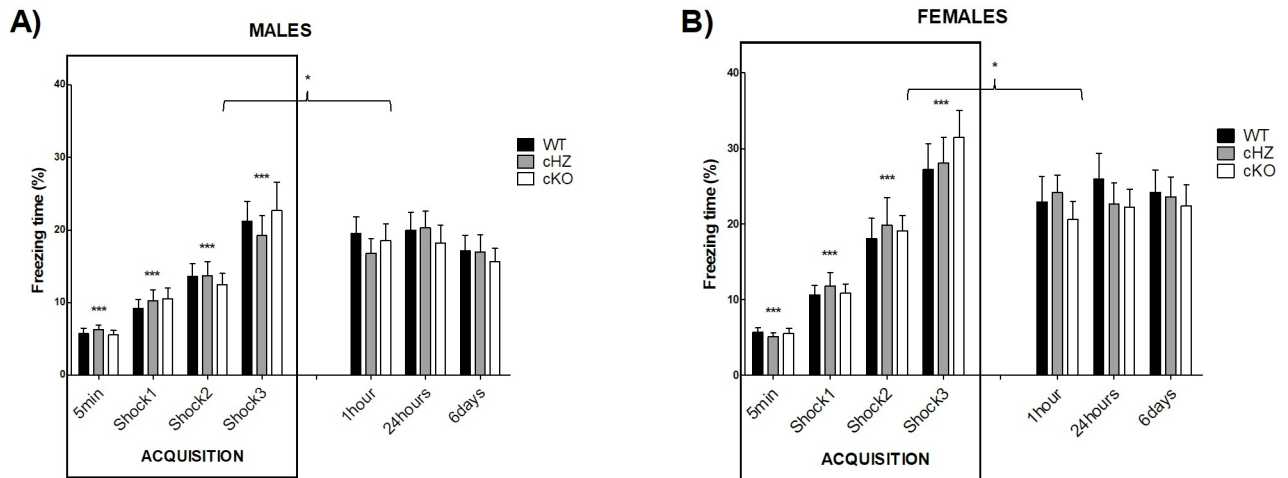 A)
MALES
*
40
30
20
10
0
Freezing time (%)
***
***
***
***
WT
cHZ
cKO
5min
Shock1
Shock2
Shock3
1hour
24hours
6days
ACQUISITION
B)
FEMALES
*
40
30
20
10
0
Freezing time (%)
***
***
***
***
WT
cHZ
cKO
5min
Shock1
Shock2
Shock3
1hour
24hours
6days
ACQUISITION